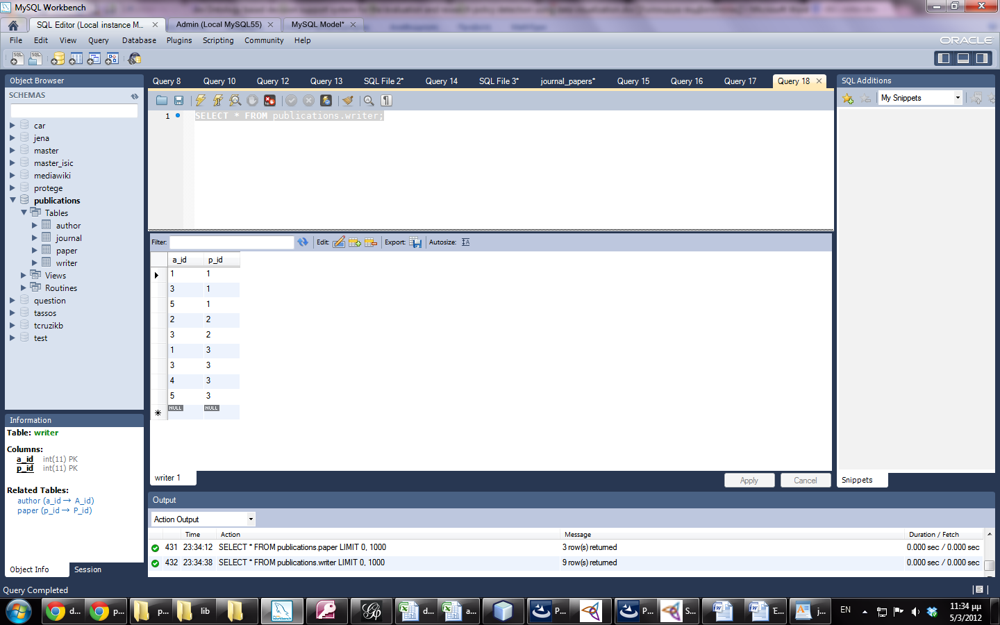 MySQL Workbench
SQL Editor (Local instance M... Admin (Local MySQL55) MySQL Model*
File Edit View Query Database Plugins Scripting Community Help
ORACLE
Object Browser
SCHEMAS
car
jena
master
master_isic
mediawiki
protege
publications
Tables
author
journal
paper
writer
Views
Routines
question
tassos
tcruzikb
test
Information
Table: writer
Columns:
a_id int(11) PK
p_id int(11) PK
Related Tables:
author (a_id → A_id)
paper (p_id → P_id)
Object Info Session
Query 8 Query 10 Query 12 Query 13 SQL File 2* Query 14 SQL File 3* journal_papers* Query 15 Query 16 Query 17 Query 18
1 SELECT * FROM publications.writer;
Filter: Edit: Export: Autosize:
a_id p_id
1 1
3 1
5 1
2 2
3 2
1 3
3 3
4 3
5 3
NULL NULL
writer 1
Apply Cancel
SQL Additions
My Snippets
Snippets
Output
Action Output
Time Action Message Duration / Fetch
431 23:34:12 SELECT * FROM publications.paper LIMIT 0, 1000 3 row(s) returned 0.000 sec / 0.000 sec
432 23:34:38 SELECT * FROM publications.writer LIMIT 0, 1000 9 row(s) returned 0.000 sec / 0.000 sec
Query Completed
d... p... p... lib d... a... P... P... S... Έ... j...
EN
11:34 μμ
5/3/2012